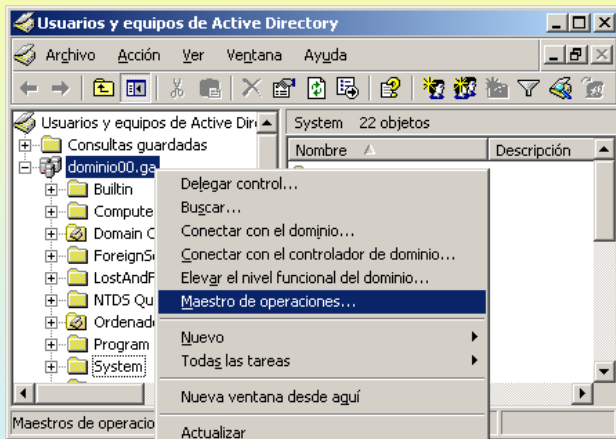 Usuarios y equipos de Active Directory
Archivo Acción Ver Ventana Ayuda
Usuarios y equipos de Active Dir
System 22 objetos
Consultas guardadas
Nombre Descripción
dominio00.ga
Builtin
Compute
Domain C
ForeignS
LostAndF
NTDS Qu
Ordenad
Program
System
Delegar control...
Buscar...
Conectar con el dominio...
Conectar con el controlador de dominio...
Elevar el nivel funcional del dominio...
Maestro de operaciones...
Nuevo
Todas las tareas
Nueva ventana desde aquí
Actualizar
Maestros de operacio